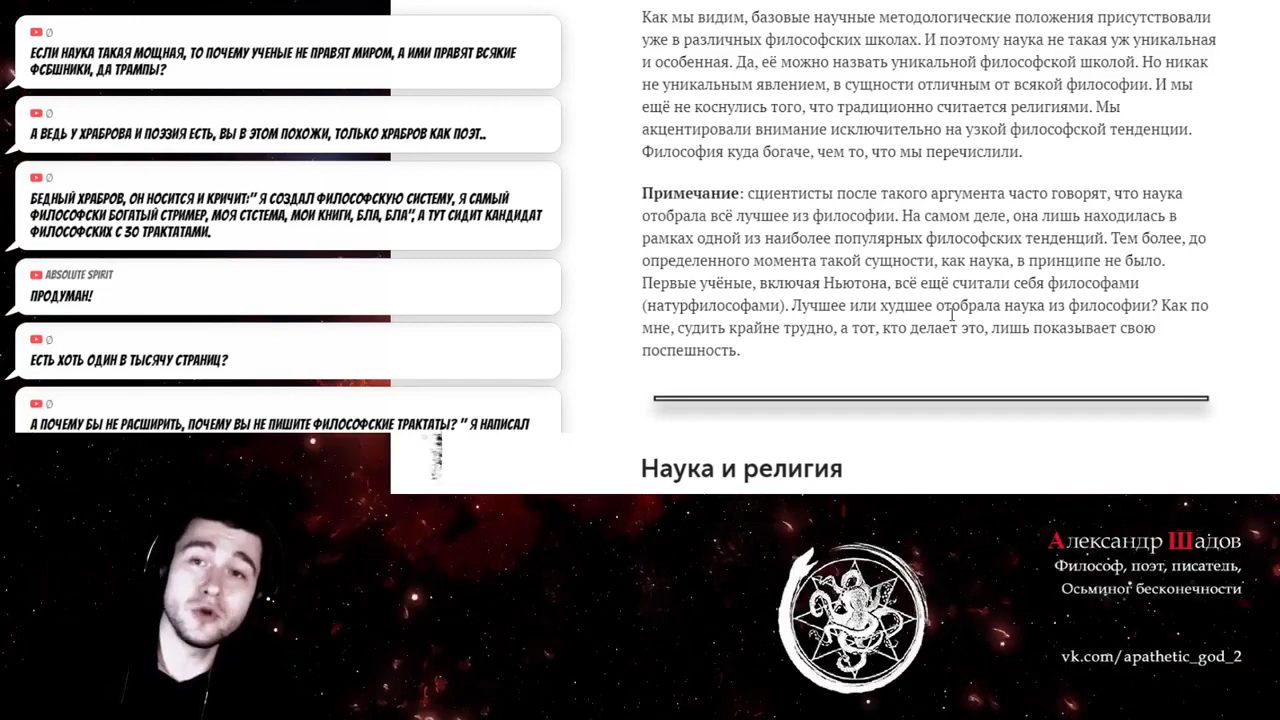 Ø
ЕСЛИ НАУКА ТАКАЯ МОЩНАЯ, ТО ПОЧЕМУ УЧЕНЫЕ НЕ ПРАВЯТ МИРОМ, А ИМИ ПРАВЯТ ВСЯКИЕ
ФСБШНИКИ, ДА ТРАМПЫ?
Ø
А ВЕДЬ У ХРАБРОВА И ПОЭЗИЯ ЕСТЬ, ВЫ В ЭТОМ ПОХОЖИ, ТОЛЬКО ХРАБРОВ КАК ПОЭТ..
Ø
БЕДНЫЙ ХРАБРОВ, ОН НОСИТСЯ И КРИЧИТ:" Я СОЗДАЛ ФИЛОСОФСКУЮ СИСТЕМУ, Я САМЫЙ
ФИЛОСОФСКИ БОГАТЫЙ СТРИМЕР, МОЯ СТСТЕМА, МОИ КНИГИ, БЛА, БЛА", А ТУТ СИДИТ КАНДИДАТ
ФИЛОСОФСКИХ С 30 ТРАКТАТАМИ.
ABSOLUTE SPIRIT
ПРОДУМАН!
Ø
ЕСТЬ ХОТЬ ОДИН В ТЫСЯЧУ СТРАНИЦ?
Ø
А ПОЧЕМУ БЫ НЕ РАСШИРИТЬ, ПОЧЕМУ ВЫ НЕ ПИШИТЕ ФИЛОСОФСКИЕ ТРАКТАТЫ? " Я НАПИСАЛ
Как мы видим, базовые научные методологические положения присутствовали
уже в различных философских школах. И поэтому наука не такая уж уникальная
и особенная. Да, её можно назвать уникальной философской школой. Но никак
не уникальным явлением, в сущности отличным от всякой философии. И мы
ещё не коснулись того, что традиционно считается религиями. Мы
акцентировали внимание исключительно на узкой философской тенденции.
Философия куда богаче, чем то, что мы перечислили.
Примечание: сциентисты после такого аргумента часто говорят, что наука
отобрала всё лучшее из философии. На самом деле, она лишь находилась в
рамках одной из наиболее популярных философских тенденций. Тем более, до
определенного момента такой сущности, как наука, в принципе не было.
Первые учёные, включая Ньютона, всё ещё считали себя философами
(натурфилософами). Лучшее или худшее отобрала наука из философии? Как по
мне, судить крайне трудно, а тот, кто делает это, лишь показывает свою
поспешность.
Наука и религия
Александр Шадов
Философ, поэт, писатель,
Осьминог бесконечности
vk.com/apathetic_god_2